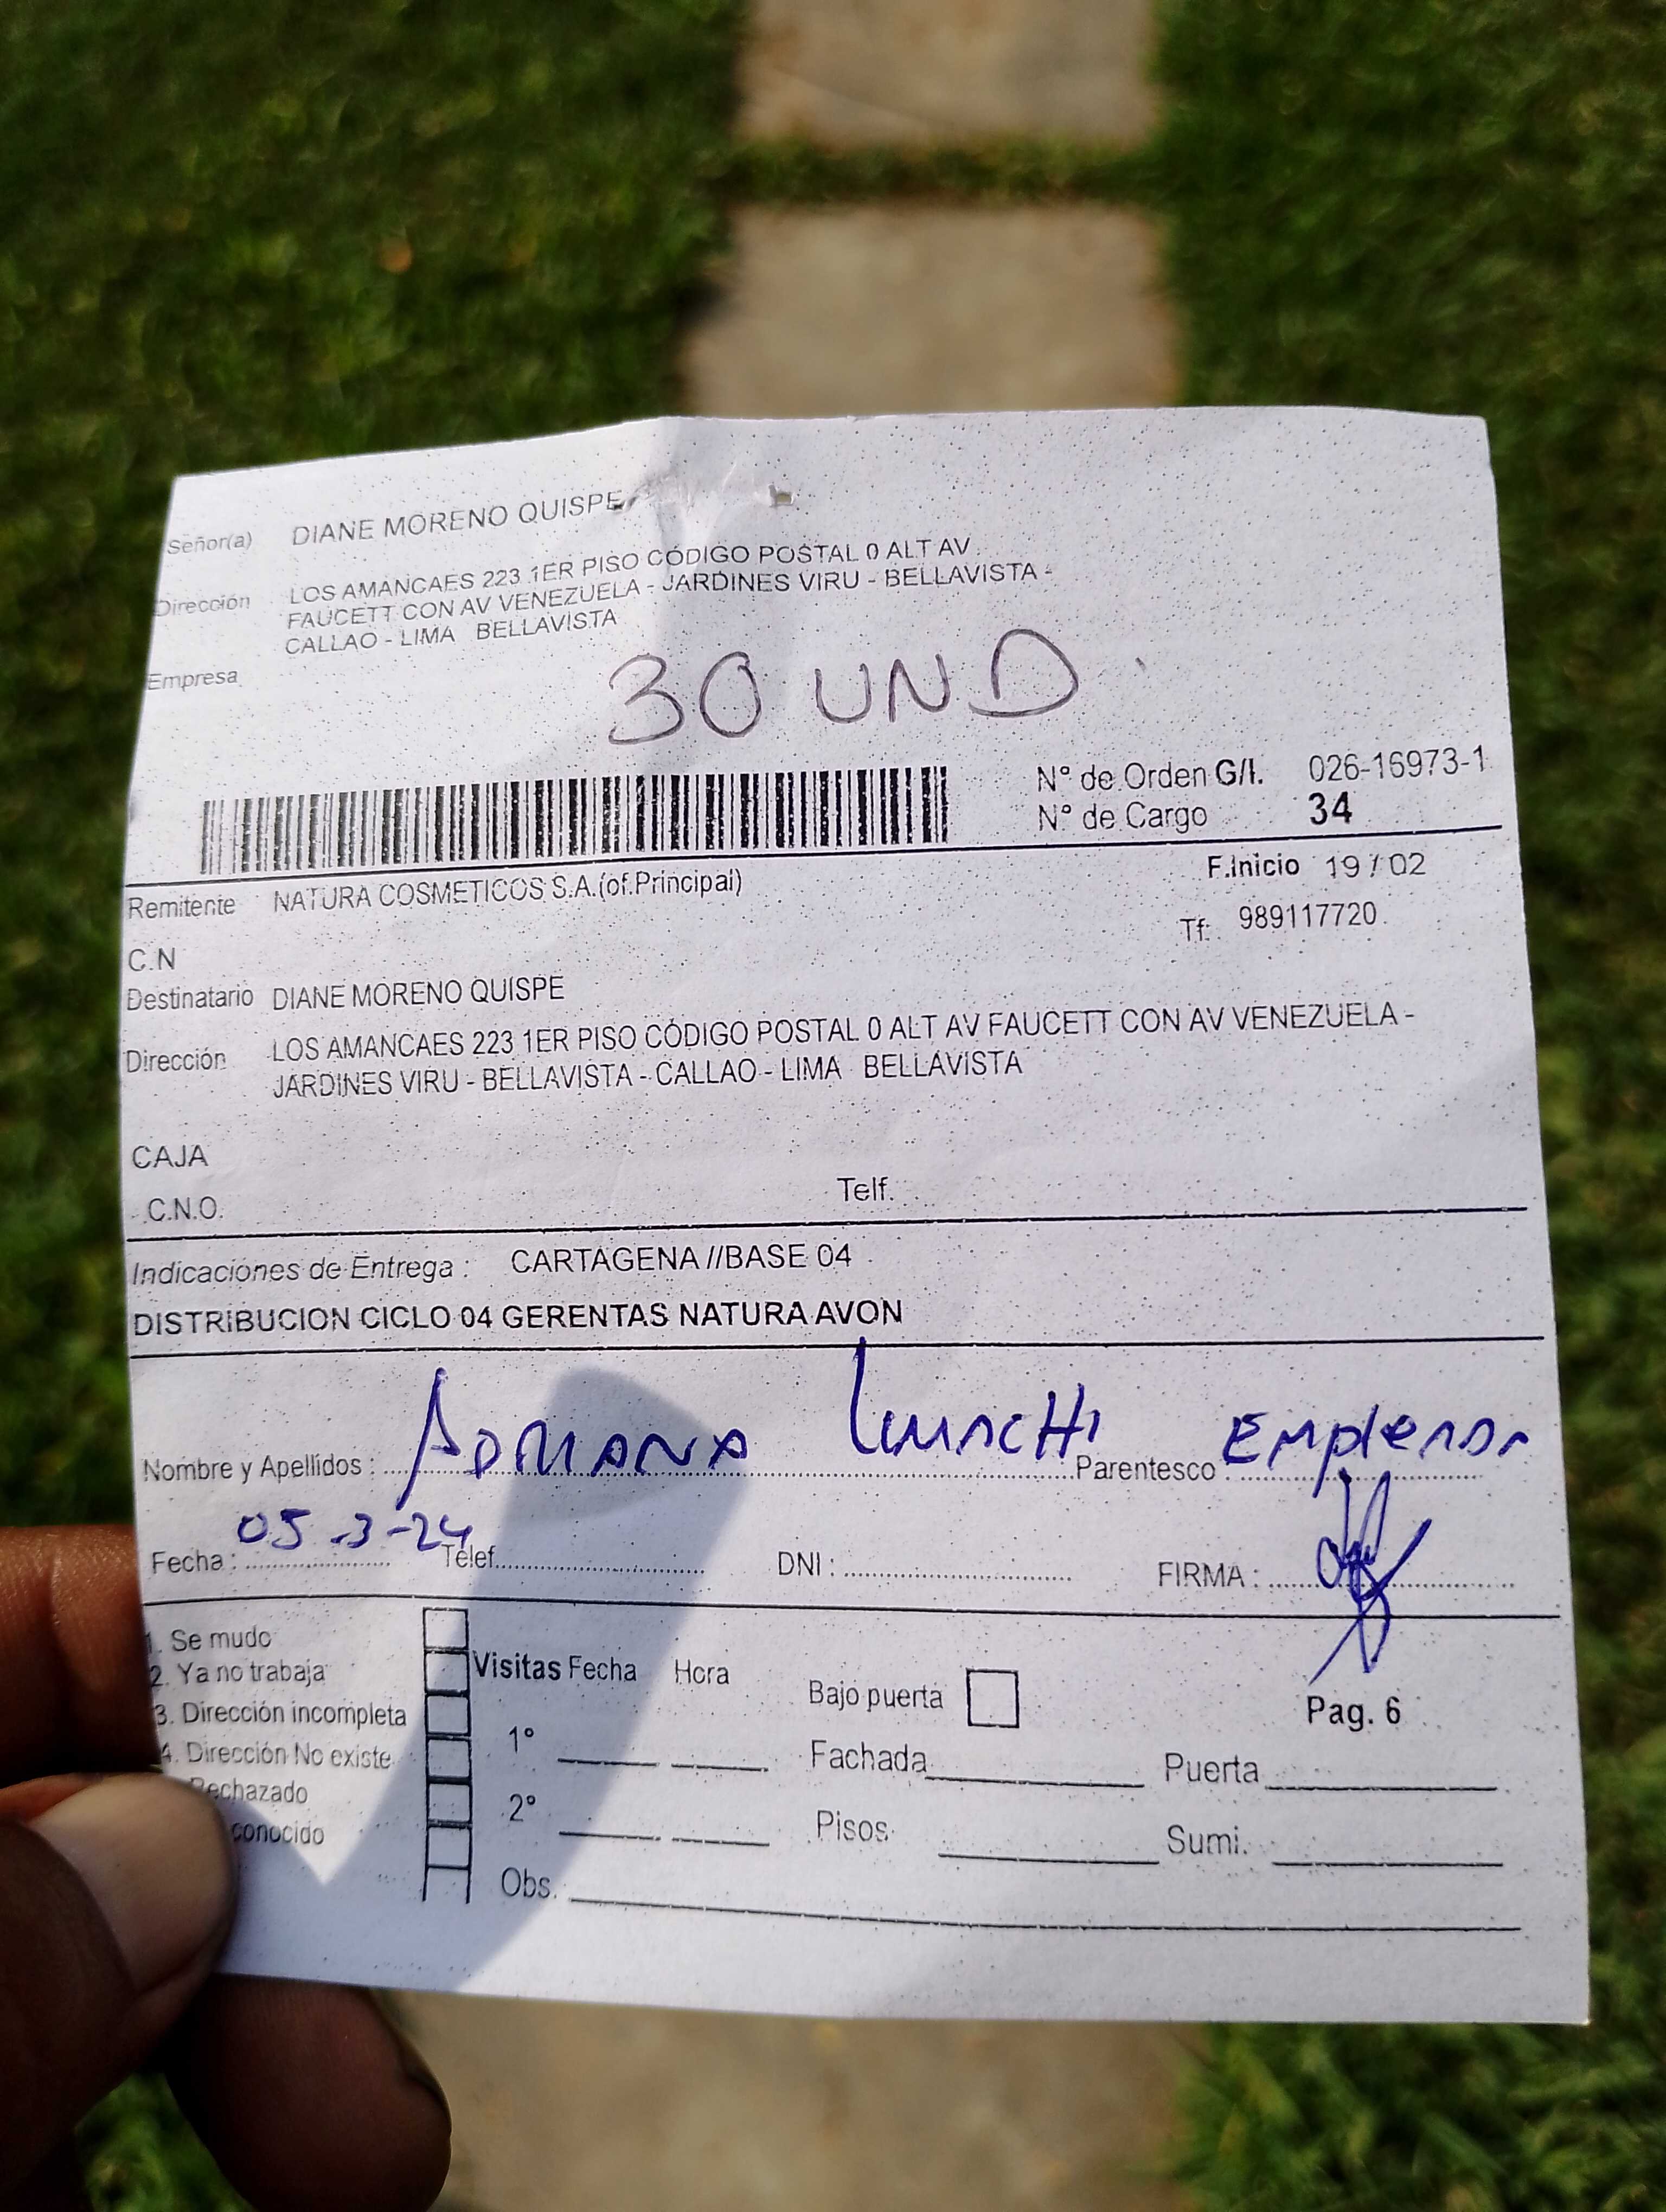 Señor(a) DIANE MORENO QUISPE
Dirección LOS AMANCAES 223 1ER PISO CÓDIGO POSTAL 0 ALT AV
FAUCETT CON AV VENEZUELA - JARDINES VIRU - BELLAVISTA -
CALLAO - LIMA BELLAVISTA
Empresa
30 UND
N° de Orden G/I. 026-16973-1
N° de Cargo 34
F.Inicio 19 / 02
Remitente NATURA COSMETICOS S.A.(of.Principal)
Tf: 989117720
C.N
Destinatario DIANE MORENO QUISPE
Dirección LOS AMANCAES 223 1ER PISO CÓDIGO POSTAL 0 ALT AV FAUCETT CON AV VENEZUELA -
JARDINES VIRU - BELLAVISTA - CALLAO - LIMA BELLAVISTA
CAJA
C.N.O. Telf.
Indicaciones de Entrega : CARTAGENA //BASE 04
DISTRIBUCION CICLO 04 GERENTAS NATURA AVON
Nombre y Apellidos : ADRIANA Parentesco
Fecha : 05-3-24 Telef. DNI : FIRMA :
1. Se mudo
2. Ya no trabaja Visitas Fecha Hora Bajo puerta
3. Dirección incompleta Pag. 6
4. Dirección No existe 1° Fachada Puerta
Rechazado
conocido 2° Pisos Sumi.
Obs.